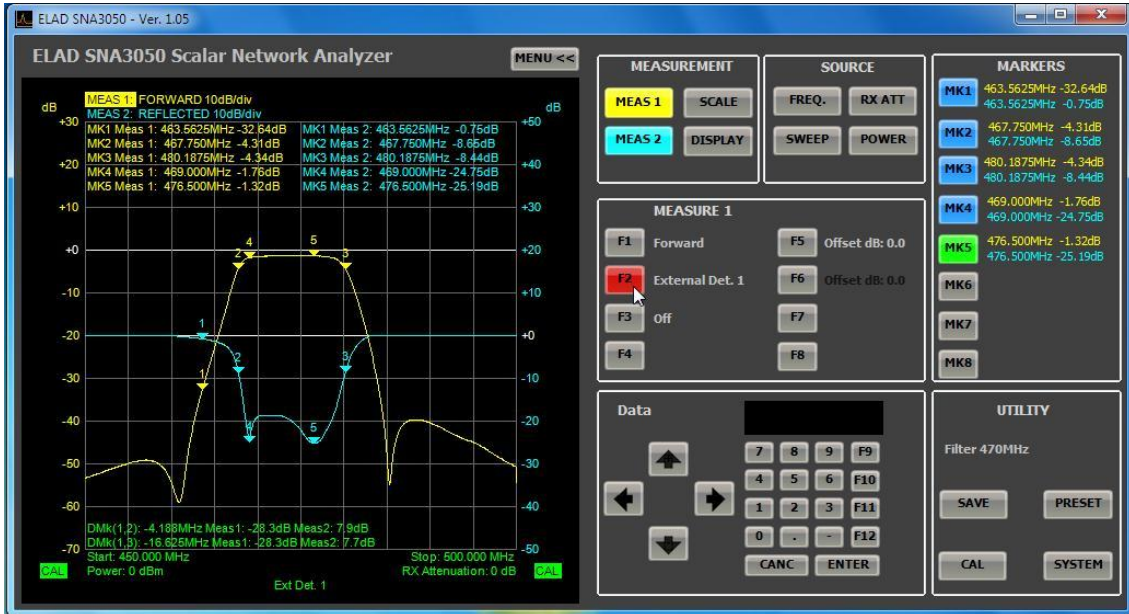 ELAD SNA3050 - Ver. 1.05
ELAD SNA3050 Scalar Network Analyzer
MENU <<
dB
MEAS 1: FORWARD 10dB/div
dB
MEAS 2: REFLECTED 10dB/div
+30
+50
MK1 Meas 1: 463.5625MHz -32.64dB
MK1 Meas 2: 463.5625MHz -0.75dB
MK2 Meas 1: 467.750MHz -4.31dB
MK2 Meas 2: 467.750MHz -8.65dB
MK3 Meas 1: 480.1875MHz -4.34dB
MK3 Meas 2: 480.1875MHz -8.44dB
+20
+40
MK4 Meas 1: 469.000MHz -1.76dB
MK4 Meas 2: 469.000MHz -24.75dB
MK5 Meas 1: 476.500MHz -1.32dB
MK5 Meas 2: 476.500MHz -25.19dB
+10
+30
4
5
+0
2
3
+20
-10
+10
1
-20
+0
2
3
1
-30
-10
-40
4
5
-20
-50
-30
-60
-40
DMk(1,2): -4.188MHz Meas1: -28.3dB Meas2: 7.9dB
DMk(1,3): -16.625MHz Meas1: -28.3dB Meas2: 7.7dB
-70
-50
Start: 450.000 MHz
Stop: 500.000 MHz
CAL
Power: 0 dBm
RX Attenuation: 0 dB
CAL
Ext Det. 1
MEASUREMENT
MEAS 1
SCALE
MEAS 2
DISPLAY
SOURCE
FREQ.
RX ATT
SWEEP
POWER
MEASURE 1
F1
Forward
F5
Offset dB: 0.0
F2
External Det. 1
F6
Offset dB: 0.0
F3
Off
F7
F4
F8
Data
7 8 9 F9
4 5 6 F10
1 2 3 F11
0 . - F12
CANC
ENTER
MARKERS
MK1
463.5625MHz -32.64dB
463.5625MHz -0.75dB
MK2
467.750MHz -4.31dB
467.750MHz -8.65dB
MK3
480.1875MHz -4.34dB
480.1875MHz -8.44dB
MK4
469.000MHz -1.76dB
469.000MHz -24.75dB
MK5
476.500MHz -1.32dB
476.500MHz -25.19dB
MK6
MK7
MK8
UTILITY
Filter 470MHz
SAVE
PRESET
CAL
SYSTEM